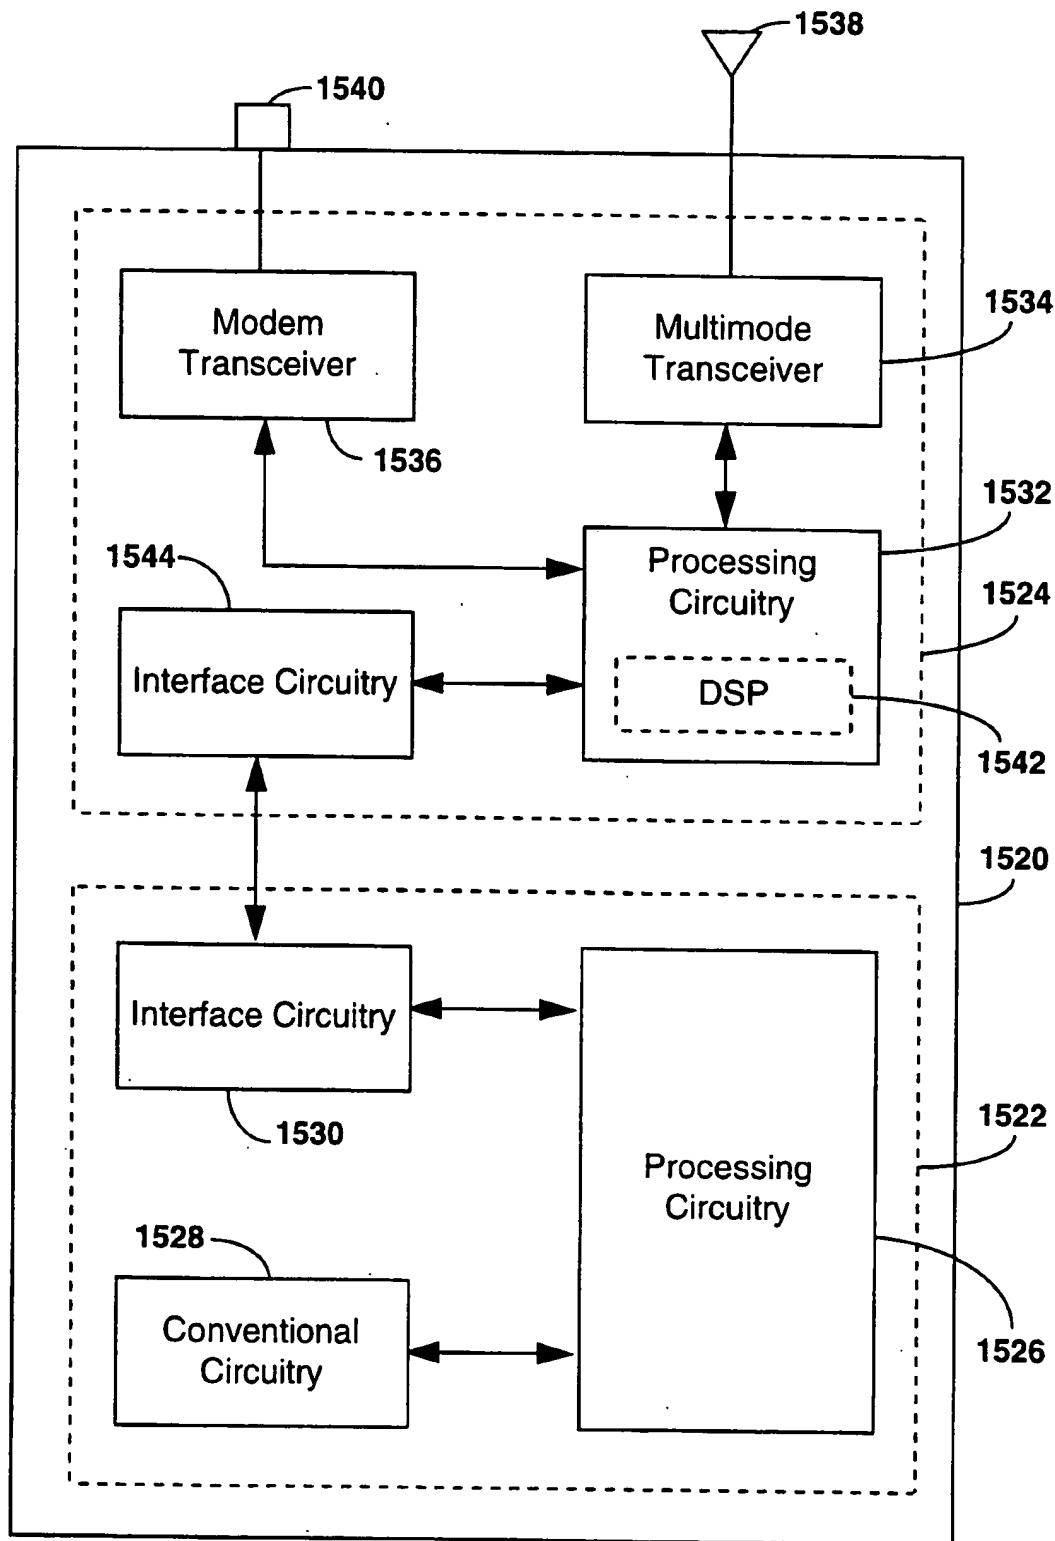 1538
1540
Modem
Transceiver
Multimode
Transceiver
1534
1536
1532
1544
Processing
Circuitry
1524
Interface Circuitry
DSP
1542
1520
Interface Circuitry
1530
1522
Processing
Circuitry
1528
Conventional
Circuitry
1526